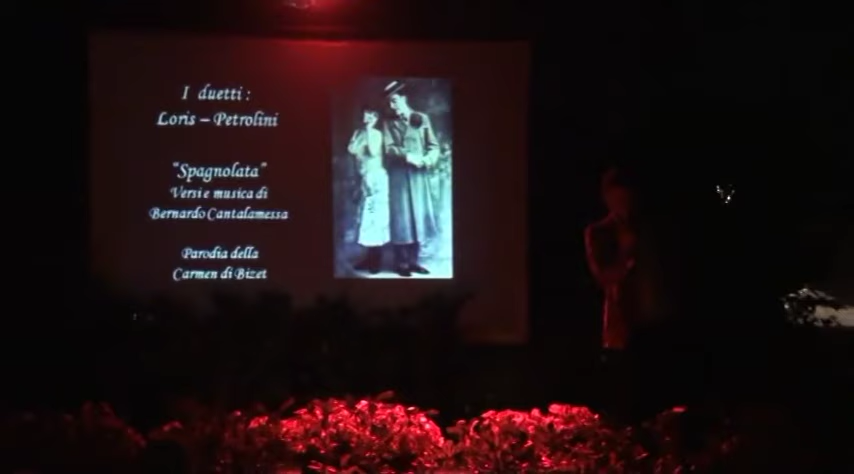 I duetti :
Loris – Petrolini
“Spagnolata”
Versi e musica di
Bernardo Cantalamessa
Parodia della
Carmen di Bizet